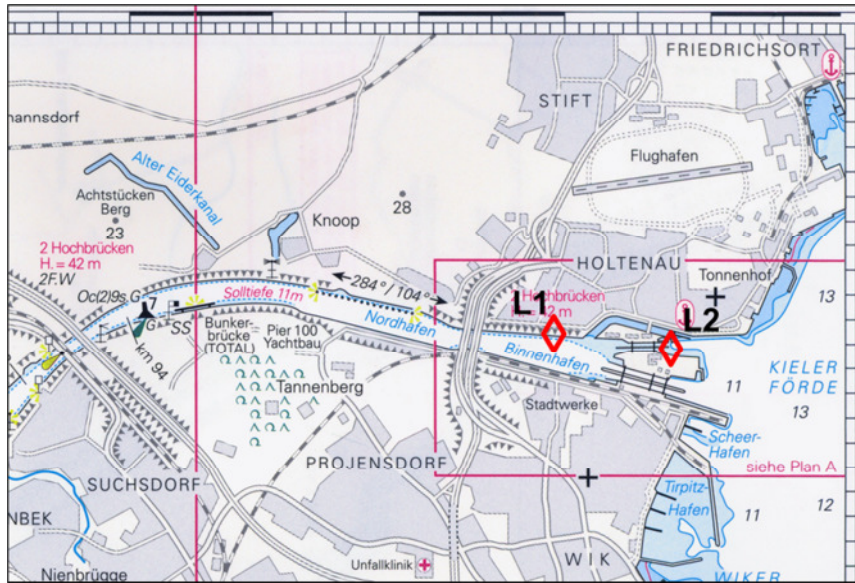 FRIEDRICHSORT
STIFT
mannsdorf
Flughafen
Alter Eiderkanal
Achtstücken
Berg
23
28
Knoop
2 Hochbrücken
H. = 42 m
2F.W
284°/104°
HOLTENAU
Tonnenhof
Oc(2)9s.G
7
G
Solltiefe 11m
Hochbrücken
L1
L2
13
SS
Bunker-
brücke
(TOTAL)
Pier 100
Yachtbau
Nordhafen
Binnenhafen
km 94
11
KIELER
FÖRDE
13
Tannenberg
Stadtwerke
Scheer-
Hafen
PROJENSDORF
siehe Plan A
SUCHSDORF
Tirpitz-
Hafen
11
12
NBEK
Unfallklinik
WIK
Nienbrügge
WIKER